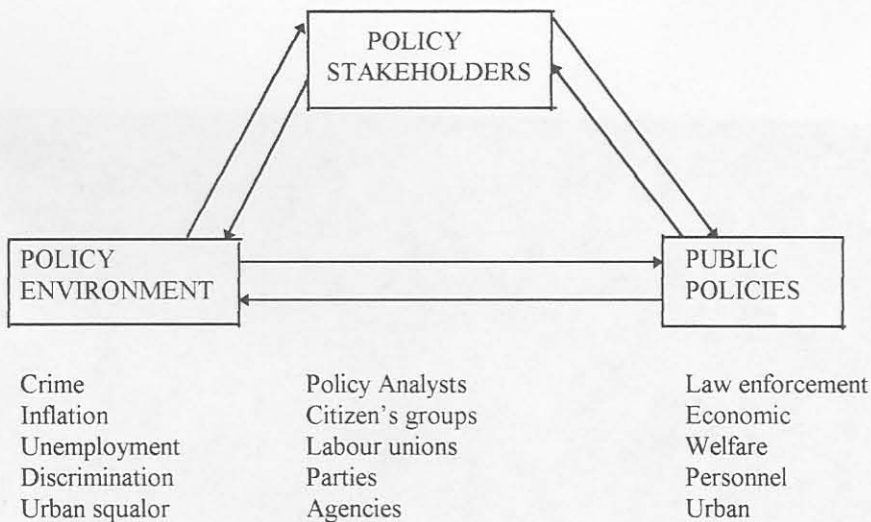 POLICY
STAKEHOLDERS
POLICY
ENVIRONMENT
PUBLIC
POLICIES
Crime
Inflation
Unemployment
Discrimination
Urban squalor
Policy Analysts
Citizen's groups
Labour unions
Parties
Agencies
Law enforcement
Economic
Welfare
Personnel
Urban